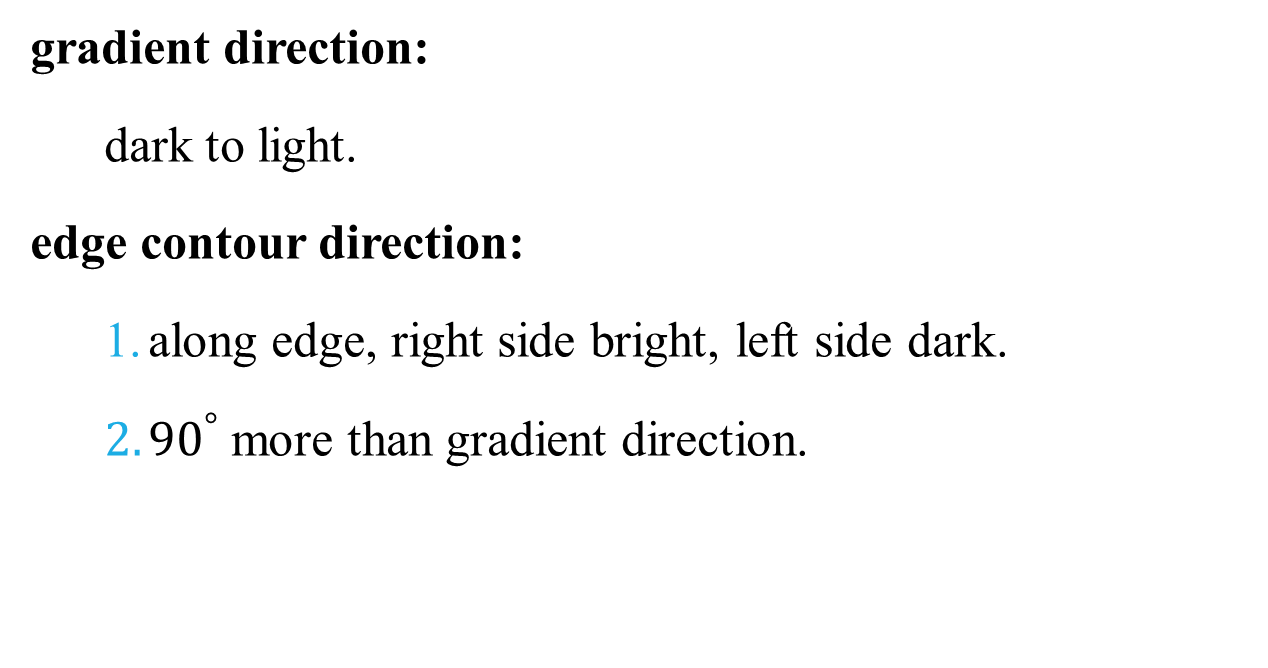 gradient direction:
dark to light.
edge contour direction:
1. along edge, right side bright, left side dark.
2. 90° more than gradient direction.